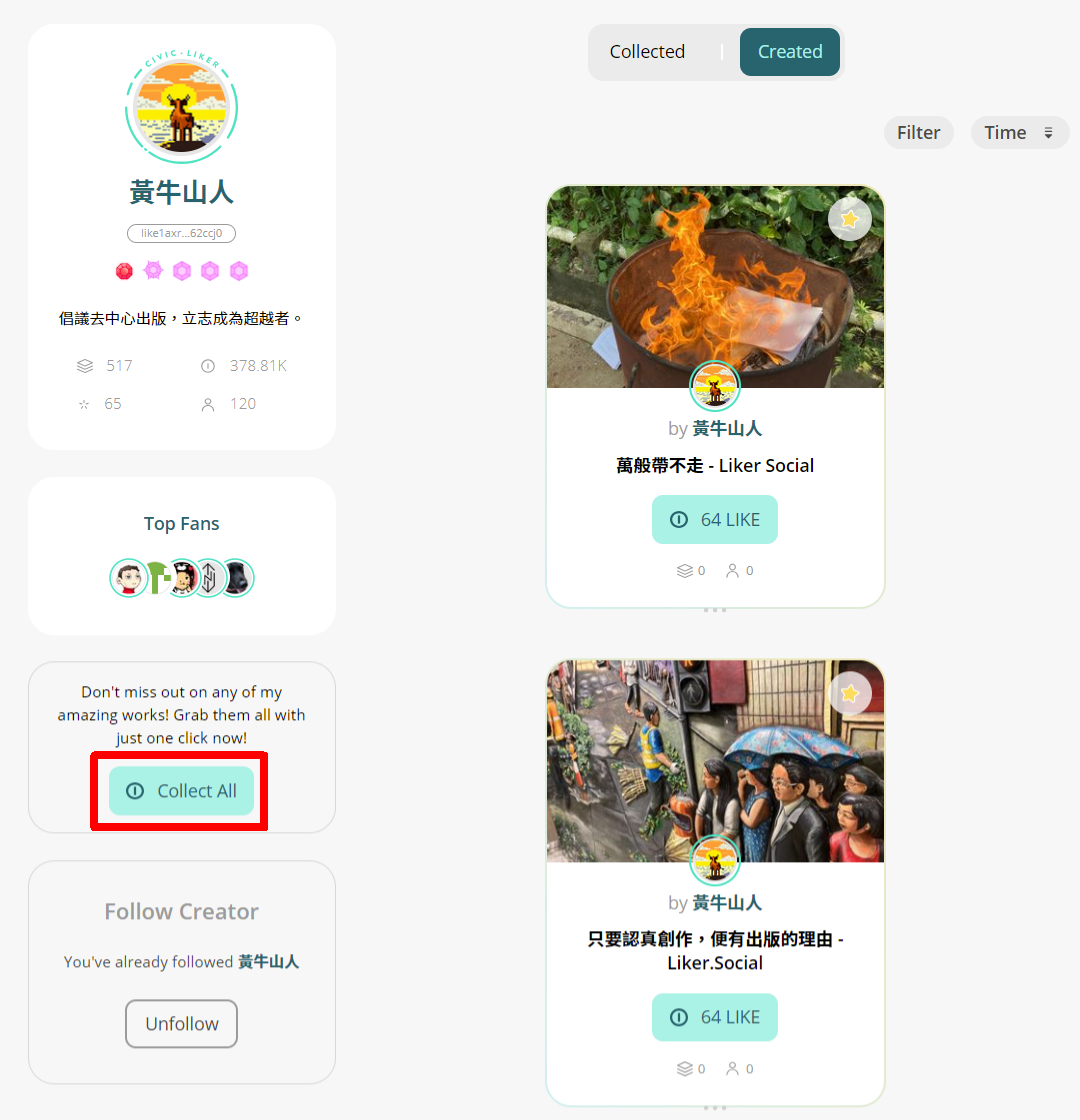 CIVIC-LIKER
黃牛山人
like1axr...62ccj0
倡議去中心出版，立志成為超越者。
517
378.81K
65
120
Top Fans
Don't miss out on any of my
amazing works! Grab them all with
just one click now!
Collect All
Follow Creator
You've already followed 黃牛山人
Unfollow
Collected
Created
Filter
Time
by 黃牛山人
萬般帶不走 - Liker Social
64 LIKE
0
0
by 黃牛山人
只要認真創作，便有出版的理由 -
Liker.Social
64 LIKE
0
0